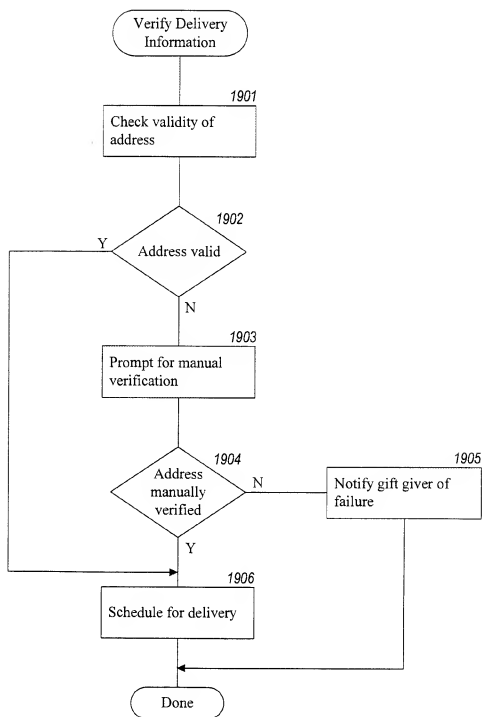 Verify Delivery
Information
1901
Check validity of
address
1902
Y
Address valid
N
1903
Prompt for manual
verification
1904
Address
manually
verified
N
1905
Notify gift giver of
failure
Y
1906
Schedule for delivery
Done